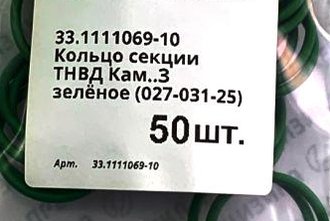 33.1111069-10
Кольцо секции
ТНВД Кам..З
зелёное (027-031-25)
50 шт.
Арт. 33.1111069-10